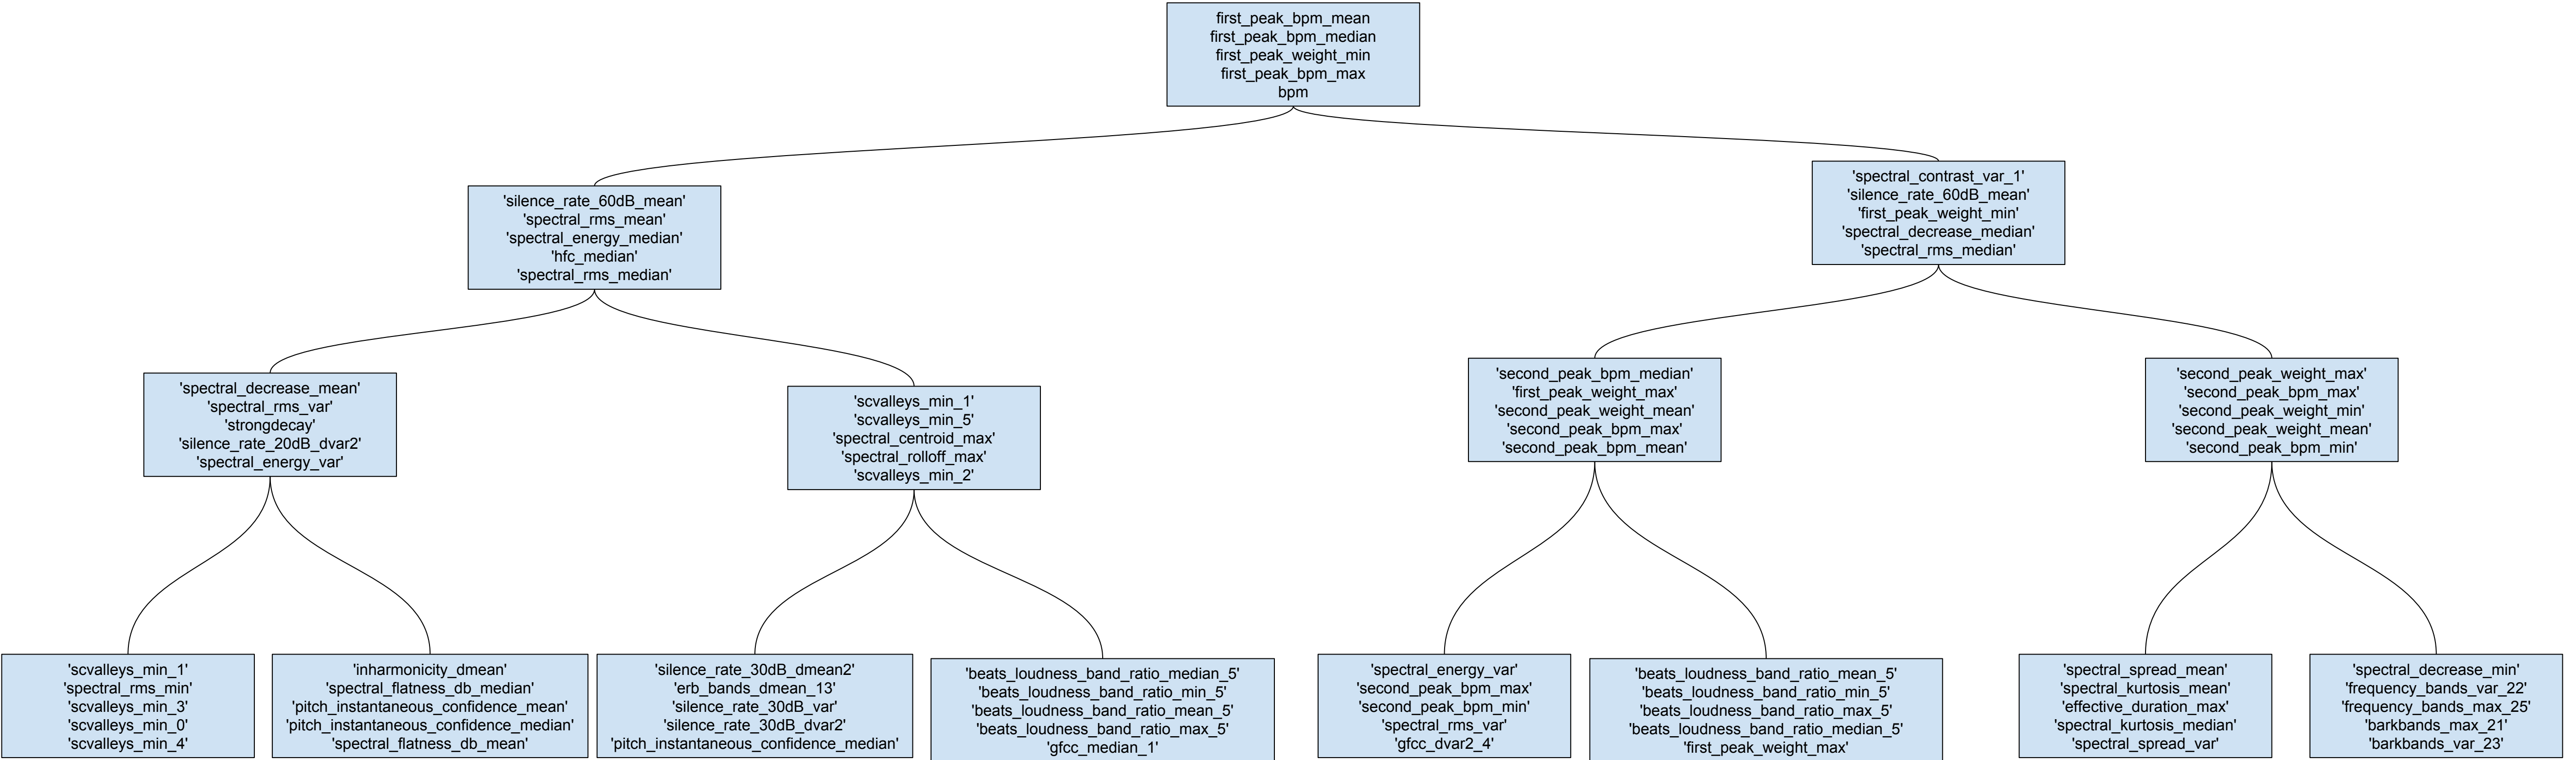 first_peak_bpm_mean
first_peak_bpm_median
first_peak_weight_min
first_peak_bpm_max
bpm
'silence_rate_60dB_mean'
'spectral_rms_mean'
'spectral_energy_median'
'hfc_median'
'spectral_rms_median'
'spectral_contrast_var_1'
'silence_rate_60dB_mean'
'first_peak_weight_min'
'spectral_decrease_median'
'spectral_rms_median'
'spectral_decrease_mean'
'spectral_rms_var'
'strongdecay'
'silence_rate_20dB_dvar2'
'spectral_energy_var'
'scvalleys_min_1'
'scvalleys_min_5'
'spectral_centroid_max'
'spectral_rolloff_max'
'scvalleys_min_2'
'second_peak_bpm_median'
'first_peak_weight_max'
'second_peak_weight_mean'
'second_peak_bpm_max'
'second_peak_bpm_mean'
'second_peak_weight_max'
'second_peak_bpm_max'
'second_peak_weight_min'
'second_peak_weight_mean'
'second_peak_bpm_min'
'scvalleys_min_1'
'spectral_rms_min'
'scvalleys_min_3'
'scvalleys_min_0'
'scvalleys_min_4'
'inharmonicity_dmean'
'spectral_flatness_db_median'
'pitch_instantaneous_confidence_mean'
'pitch_instantaneous_confidence_median'
'spectral_flatness_db_mean'
'silence_rate_30dB_dmean2'
'erb_bands_dmean_13'
'silence_rate_30dB_var'
'silence_rate_30dB_dvar2'
'pitch_instantaneous_confidence_median'
'beats_loudness_band_ratio_median_5'
'beats_loudness_band_ratio_min_5'
'beats_loudness_band_ratio_mean_5'
'beats_loudness_band_ratio_max_5'
'gfcc_median_1'
'spectral_energy_var'
'second_peak_bpm_max'
'second_peak_bpm_min'
'spectral_rms_var'
'gfcc_dvar2_4'
'beats_loudness_band_ratio_mean_5'
'beats_loudness_band_ratio_min_5'
'beats_loudness_band_ratio_max_5'
'beats_loudness_band_ratio_median_5'
'first_peak_weight_max'
'spectral_spread_mean'
'spectral_kurtosis_mean'
'effective_duration_max'
'spectral_kurtosis_median'
'spectral_spread_var'
'spectral_decrease_min'
'frequency_bands_var_22'
'frequency_bands_max_25'
'barkbands_max_21'
'barkbands_var_23'